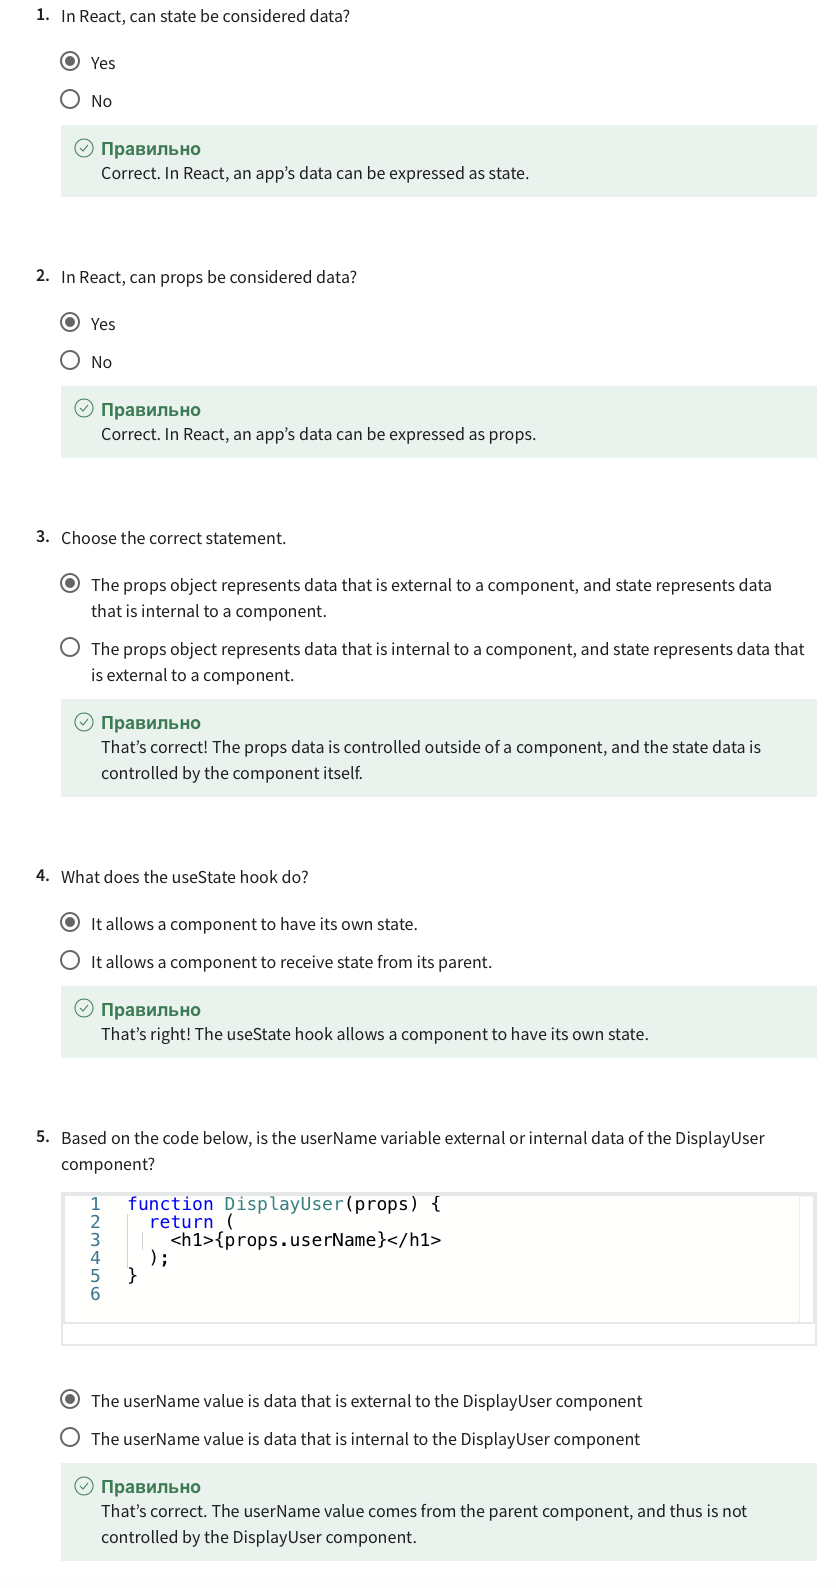 1. In React, can state be considered data?
Yes
No
Правильно
Correct. In React, an app’s data can be expressed as state.
2. In React, can props be considered data?
Yes
No
Правильно
Correct. In React, an app’s data can be expressed as props.
3. Choose the correct statement.
The props object represents data that is external to a component, and state represents data
that is internal to a component.
The props object represents data that is internal to a component, and state represents data that
is external to a component.
Правильно
That’s correct! The props data is controlled outside of a component, and the state data is
controlled by the component itself.
4. What does the useState hook do?
It allows a component to have its own state.
It allows a component to receive state from its parent.
Правильно
That’s right! The useState hook allows a component to have its own state.
5. Based on the code below, is the userName variable external or internal data of the DisplayUser
component?
1 function DisplayUser(props) {
2 return (
3 <h1>{props.userName}</h1>
4 );
5 }
6
The userName value is data that is external to the DisplayUser component
The userName value is data that is internal to the DisplayUser component
Правильно
That’s correct. The userName value comes from the parent component, and thus is not
controlled by the DisplayUser component.